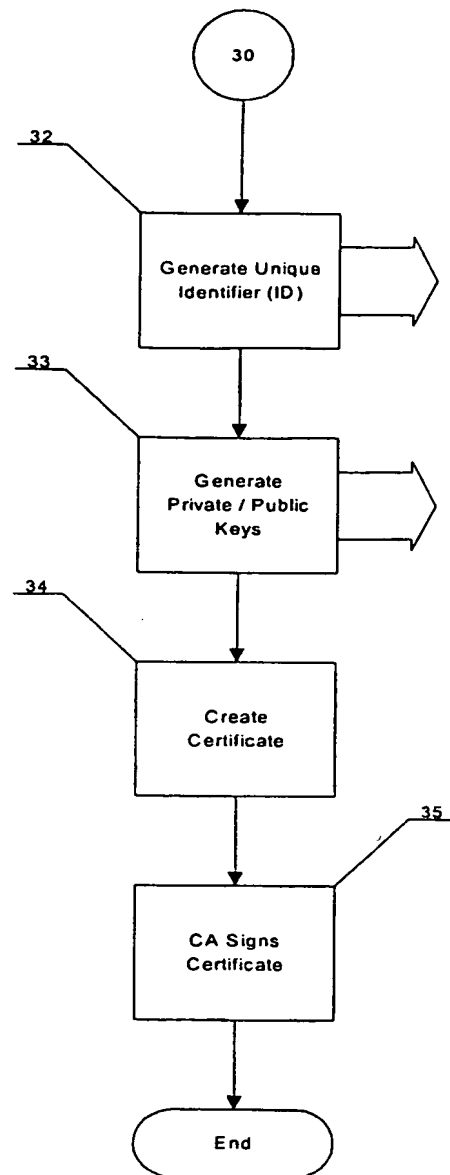 30
32
Generate Unique
Identifier (ID)
33
Generate
Private / Public
Keys
34
Create
Certificate
35
CA Signs
Certificate
End